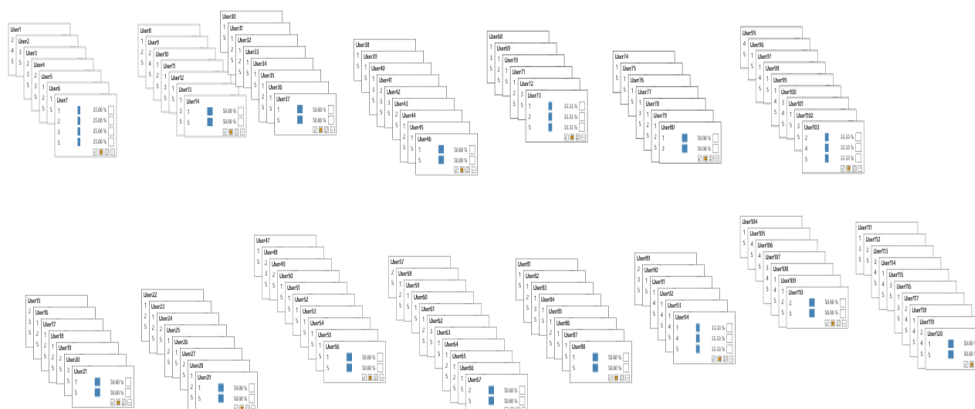 User1
User2
User3
User4
User5
User6
User7
1 25.00 %
2 25.00 %
3 25.00 %
5 25.00 %
User8
User9
User10
User11
User12
User13
User14
1 50.00 %
5 50.00 %
User30
User31
User32
User33
User34
User35
User36
User37
1 50.00 %
5 50.00 %
User38
User39
User40
User41
User42
User43
User44
User45
User46
1 50.00 %
5 50.00 %
User68
User69
User70
User71
User72
User73
1 33.33 %
2 33.33 %
5 33.33 %
User74
User75
User76
User77
User78
User79
User80
1 50.00 %
3 50.00 %
User95
User96
User97
User98
User99
User100
User101
User102
User103
2 33.33 %
4 33.33 %
5 33.33 %
User15
User16
User17
User18
User19
User20
User21
1 50.00 %
5 50.00 %
User22
User23
User24
User25
User26
User27
User28
User29
1 50.00 %
5 50.00 %
User47
User48
User49
User50
User51
User52
User53
User54
User55
User56
1 50.00 %
5 50.00 %
User57
User58
User59
User60
User61
User62
User63
User64
User65
User66
User67
2 50.00 %
5 50.00 %
User81
User82
User83
User84
User85
User86
User87
User88
1 50.00 %
5 50.00 %
User90
User91
User92
User93
User94
1 33.33 %
4 33.33 %
5 33.33 %
User104
User105
User106
User107
User108
User109
User110
2 50.00 %
5 50.00 %
User111
User112
User113
User114
User115
User116
User117
User118
User119
User120
1 50.00 %
5 50.00 %